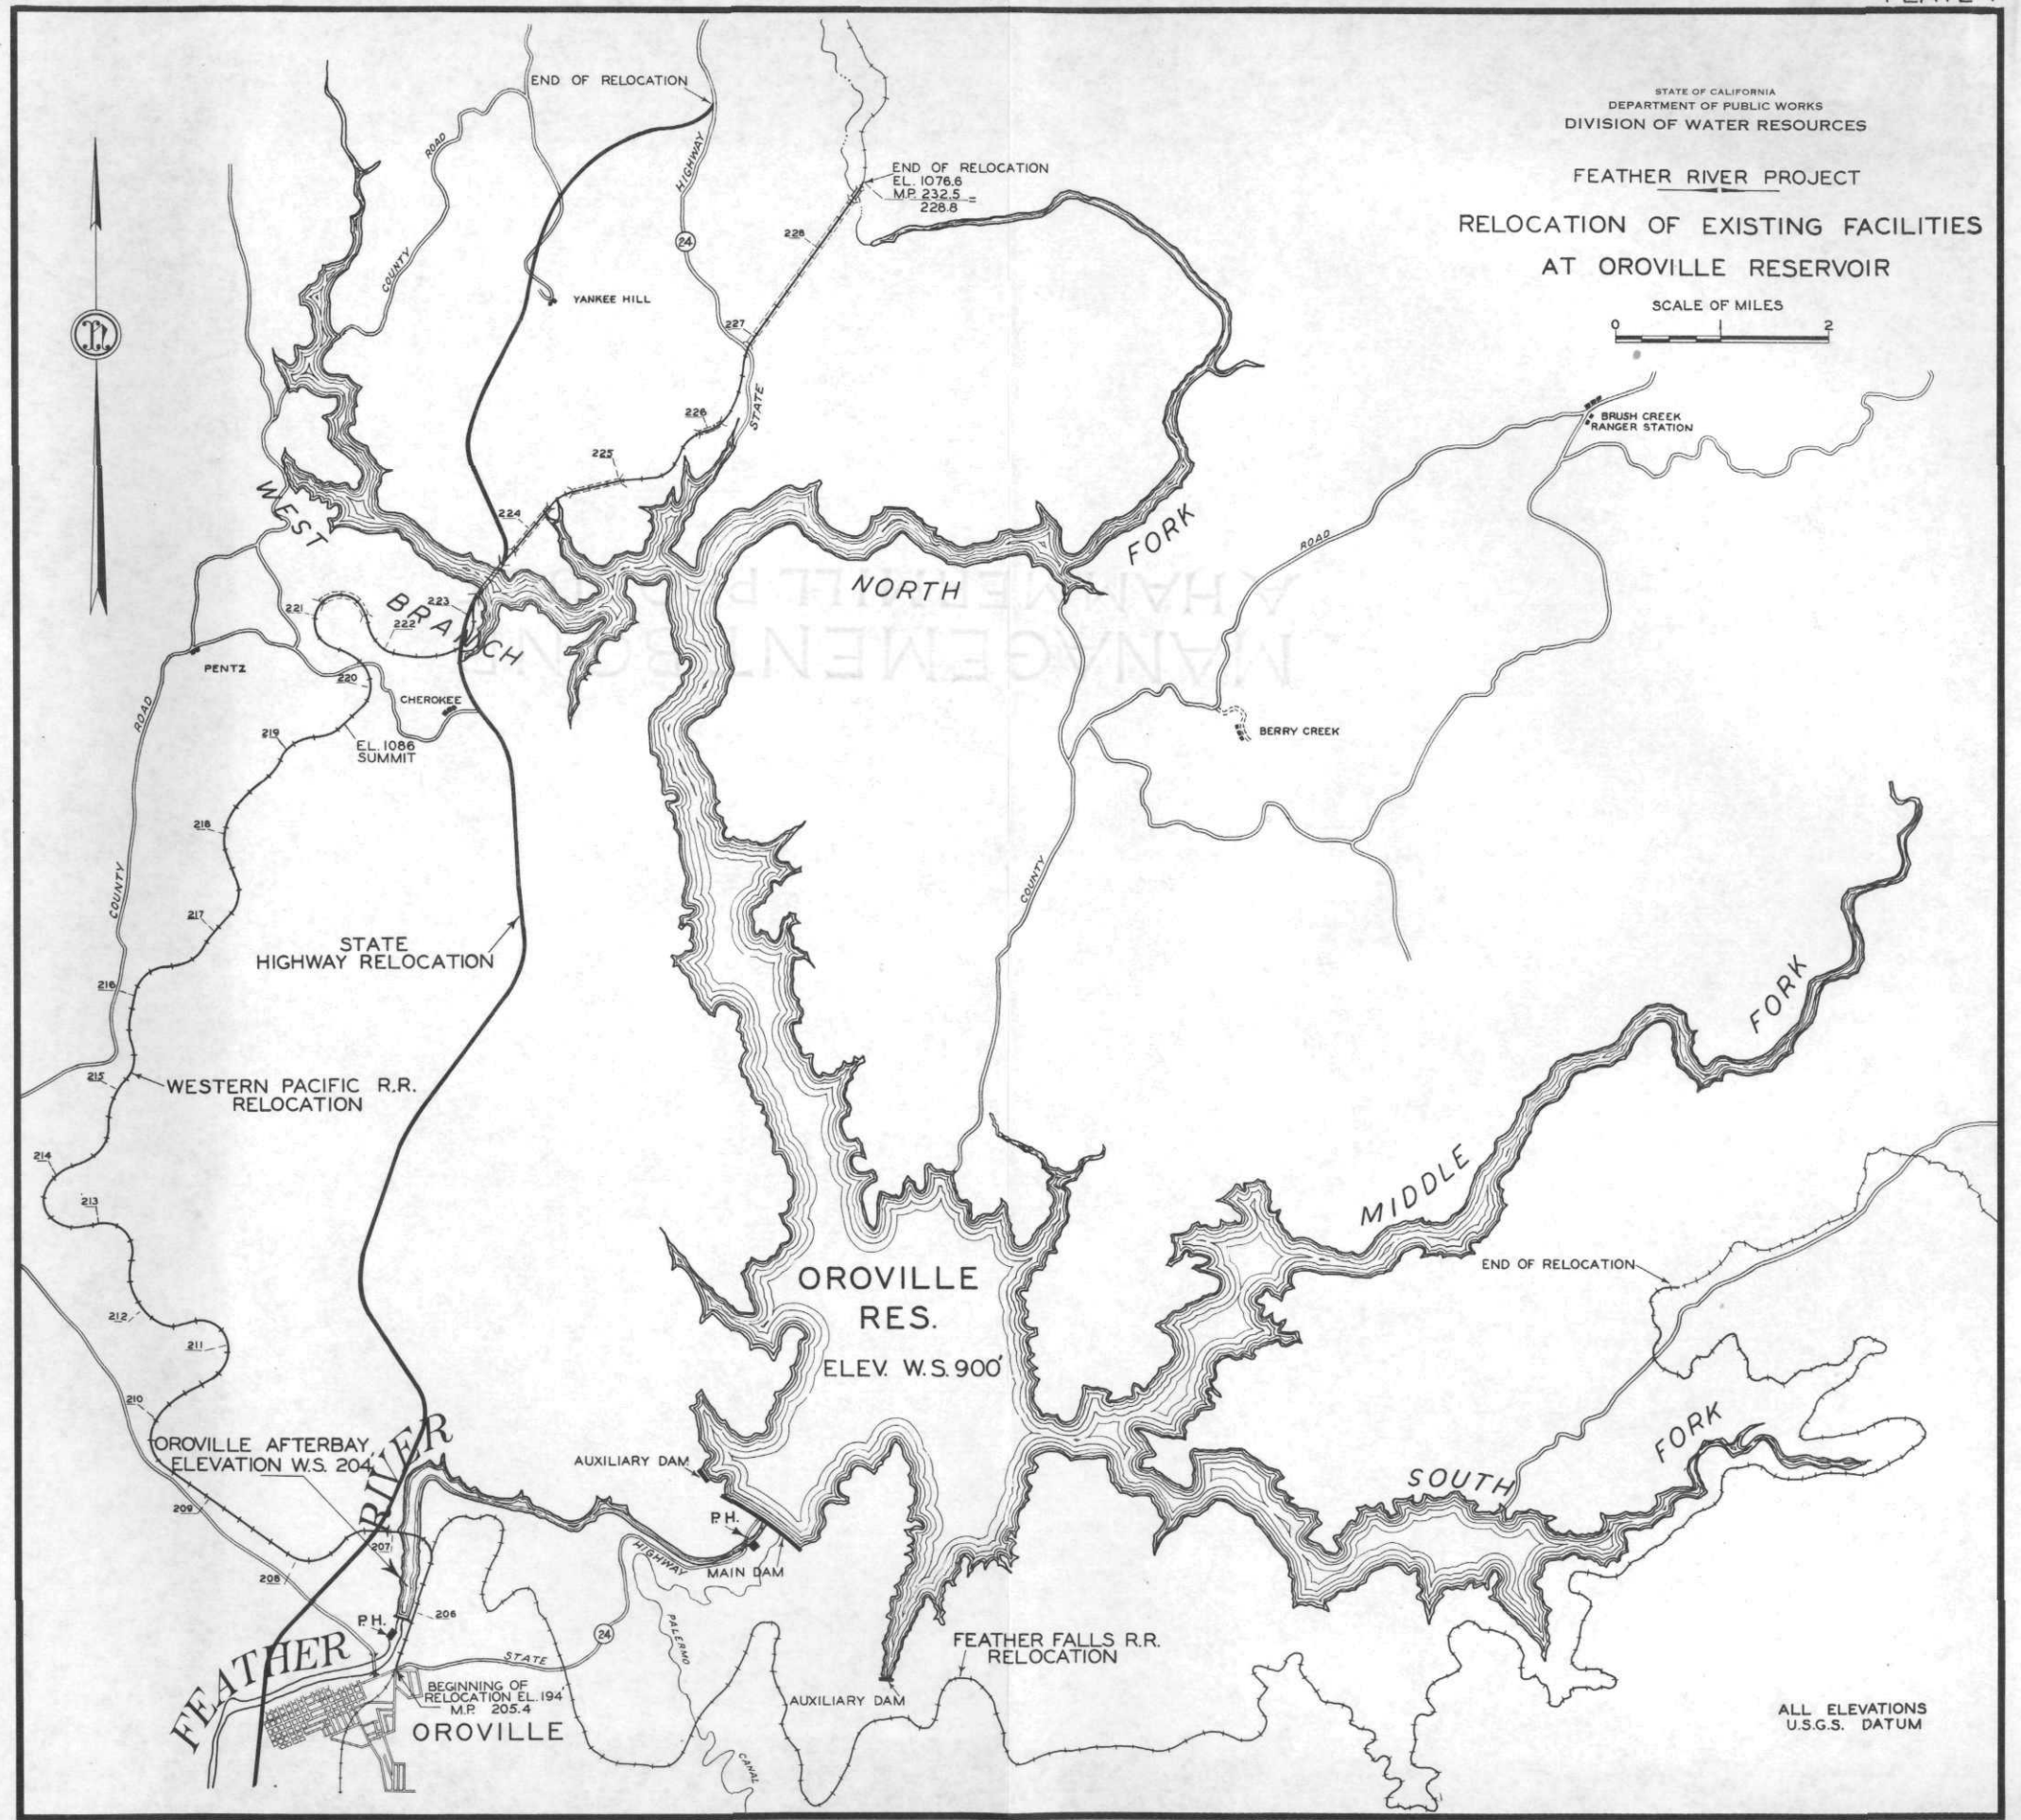 STATE OF CALIFORNIA
DEPARTMENT OF PUBLIC WORKS
DIVISION OF WATER RESOURCES
FEATHER RIVER PROJECT
RELOCATION OF EXISTING FACILITIES
AT OROVILLE RESERVOIR
SCALE OF MILES
0 1 2
END OF RELOCATION
ROAD
COUNTY
HIGHWAY
24
STATE
END OF RELOCATION
EL. 1076.6
M.P. 232.5 =
228.8
228
YANKEE HILL
227
226
225
224
N
BRUSH CREEK
RANGER STATION
WEST
BRANCH
NORTH
FORK
ROAD
221
223
222
PENTZ
220
CHEROKEE
219
EL. 1086
SUMMIT
BERRY CREEK
ROAD
COUNTY
218
217
COUNTY
STATE
HIGHWAY RELOCATION
216
215
WESTERN PACIFIC R.R.
RELOCATION
214
213
212
211
210
FORK
MIDDLE
END OF RELOCATION
OROVILLE
RES.
ELEV. W.S. 900'
OROVILLE AFTERBAY,
ELEVATION W.S. 204'
AUXILIARY DAM
FORK
SOUTH
209
P.H.
207
HIGHWAY
MAIN DAM
208
P.H.
206
24
STATE
PALERMO
CANAL
FEATHER
RIVER
FEATHER FALLS R.R.
RELOCATION
BEGINNING OF
RELOCATION EL. 194'
M.P. 205.4
OROVILLE
AUXILIARY DAM
ALL ELEVATIONS
U.S.G.S. DATUM